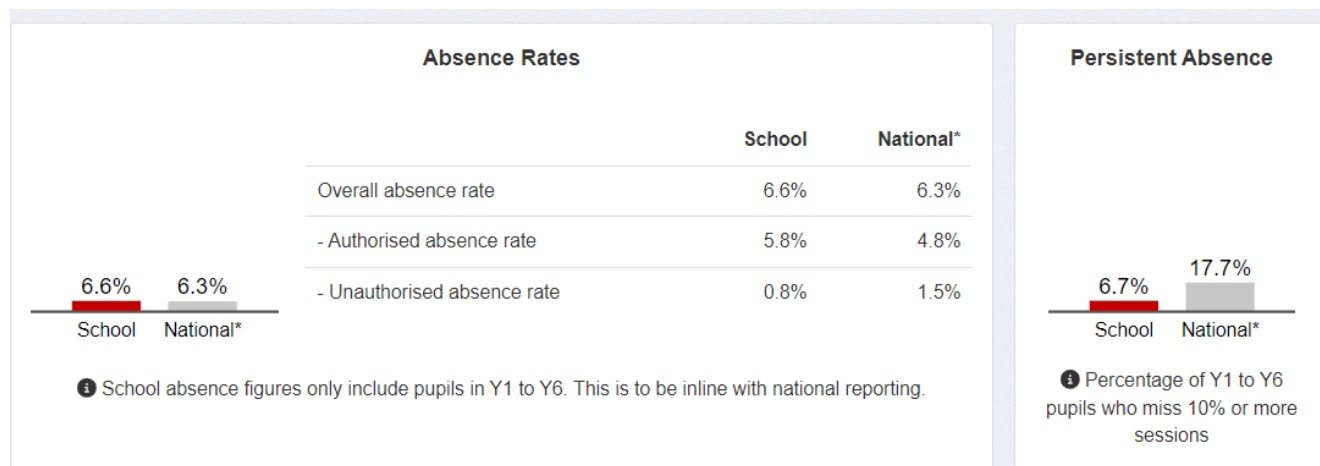 Absence Rates
School National*
Overall absence rate 6.6% 6.3%
- Authorised absence rate 5.8% 4.8%
- Unauthorised absence rate 0.8% 1.5%
6.6% 6.3%
School National*
School absence figures only include pupils in Y1 to Y6. This is to be inline with national reporting.
Persistent Absence
6.7% 17.7%
School National*
Percentage of Y1 to Y6
pupils who miss 10% or more
sessions